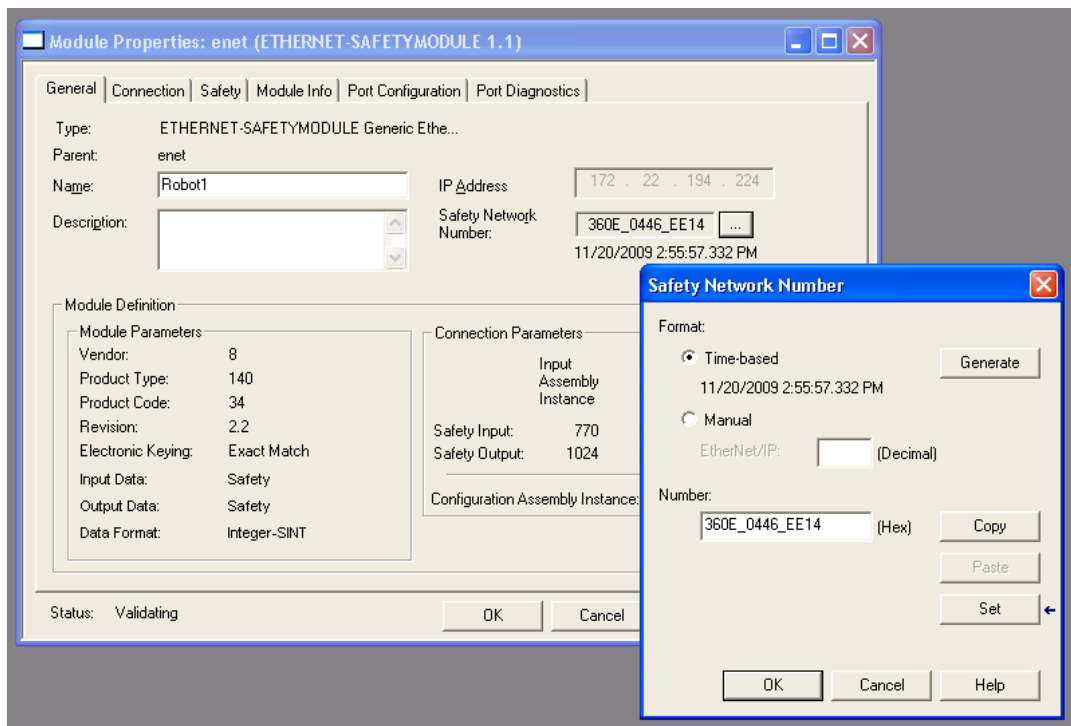 Module Properties: enet (ETHERNET-SAFETYMODULE 1.1)
General Connection Safety Module Info Port Configuration Port Diagnostics
Type: ETHERNET-SAFETYMODULE Generic Ethe...
Parent: enet
Name: Robot1
IP Address 172 . 22 . 194 . 224
Description:
Safety Network Number: 360E_0446_EE14 ...
11/20/2009 2:55:57.332 PM
Module Definition
Module Parameters
Vendor: 8
Product Type: 140
Product Code: 34
Revision: 2.2
Electronic Keying: Exact Match
Input Data: Safety
Output Data: Safety
Data Format: Integer-SINT
Connection Parameters
Input
Assembly
Instance
Safety Input: 770
Safety Output: 1024
Configuration Assembly Instance:
Status: Validating
OK Cancel
Safety Network Number
Format:
Time-based Generate
11/20/2009 2:55:57.332 PM
Manual
EtherNet/IP: (Decimal)
Number:
360E_0446_EE14 (Hex) Copy
Paste
Set
OK Cancel Help